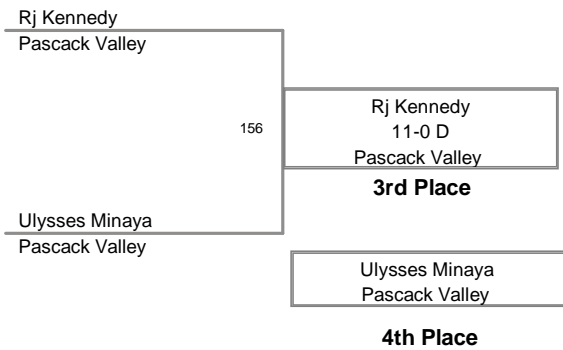 Rj Kennedy
Pascack Valley
156
Rj Kennedy
11-0 D
Pascack Valley
3rd Place
Ulysses Minaya
Pascack Valley
Ulysses Minaya
Pascack Valley
4th Place